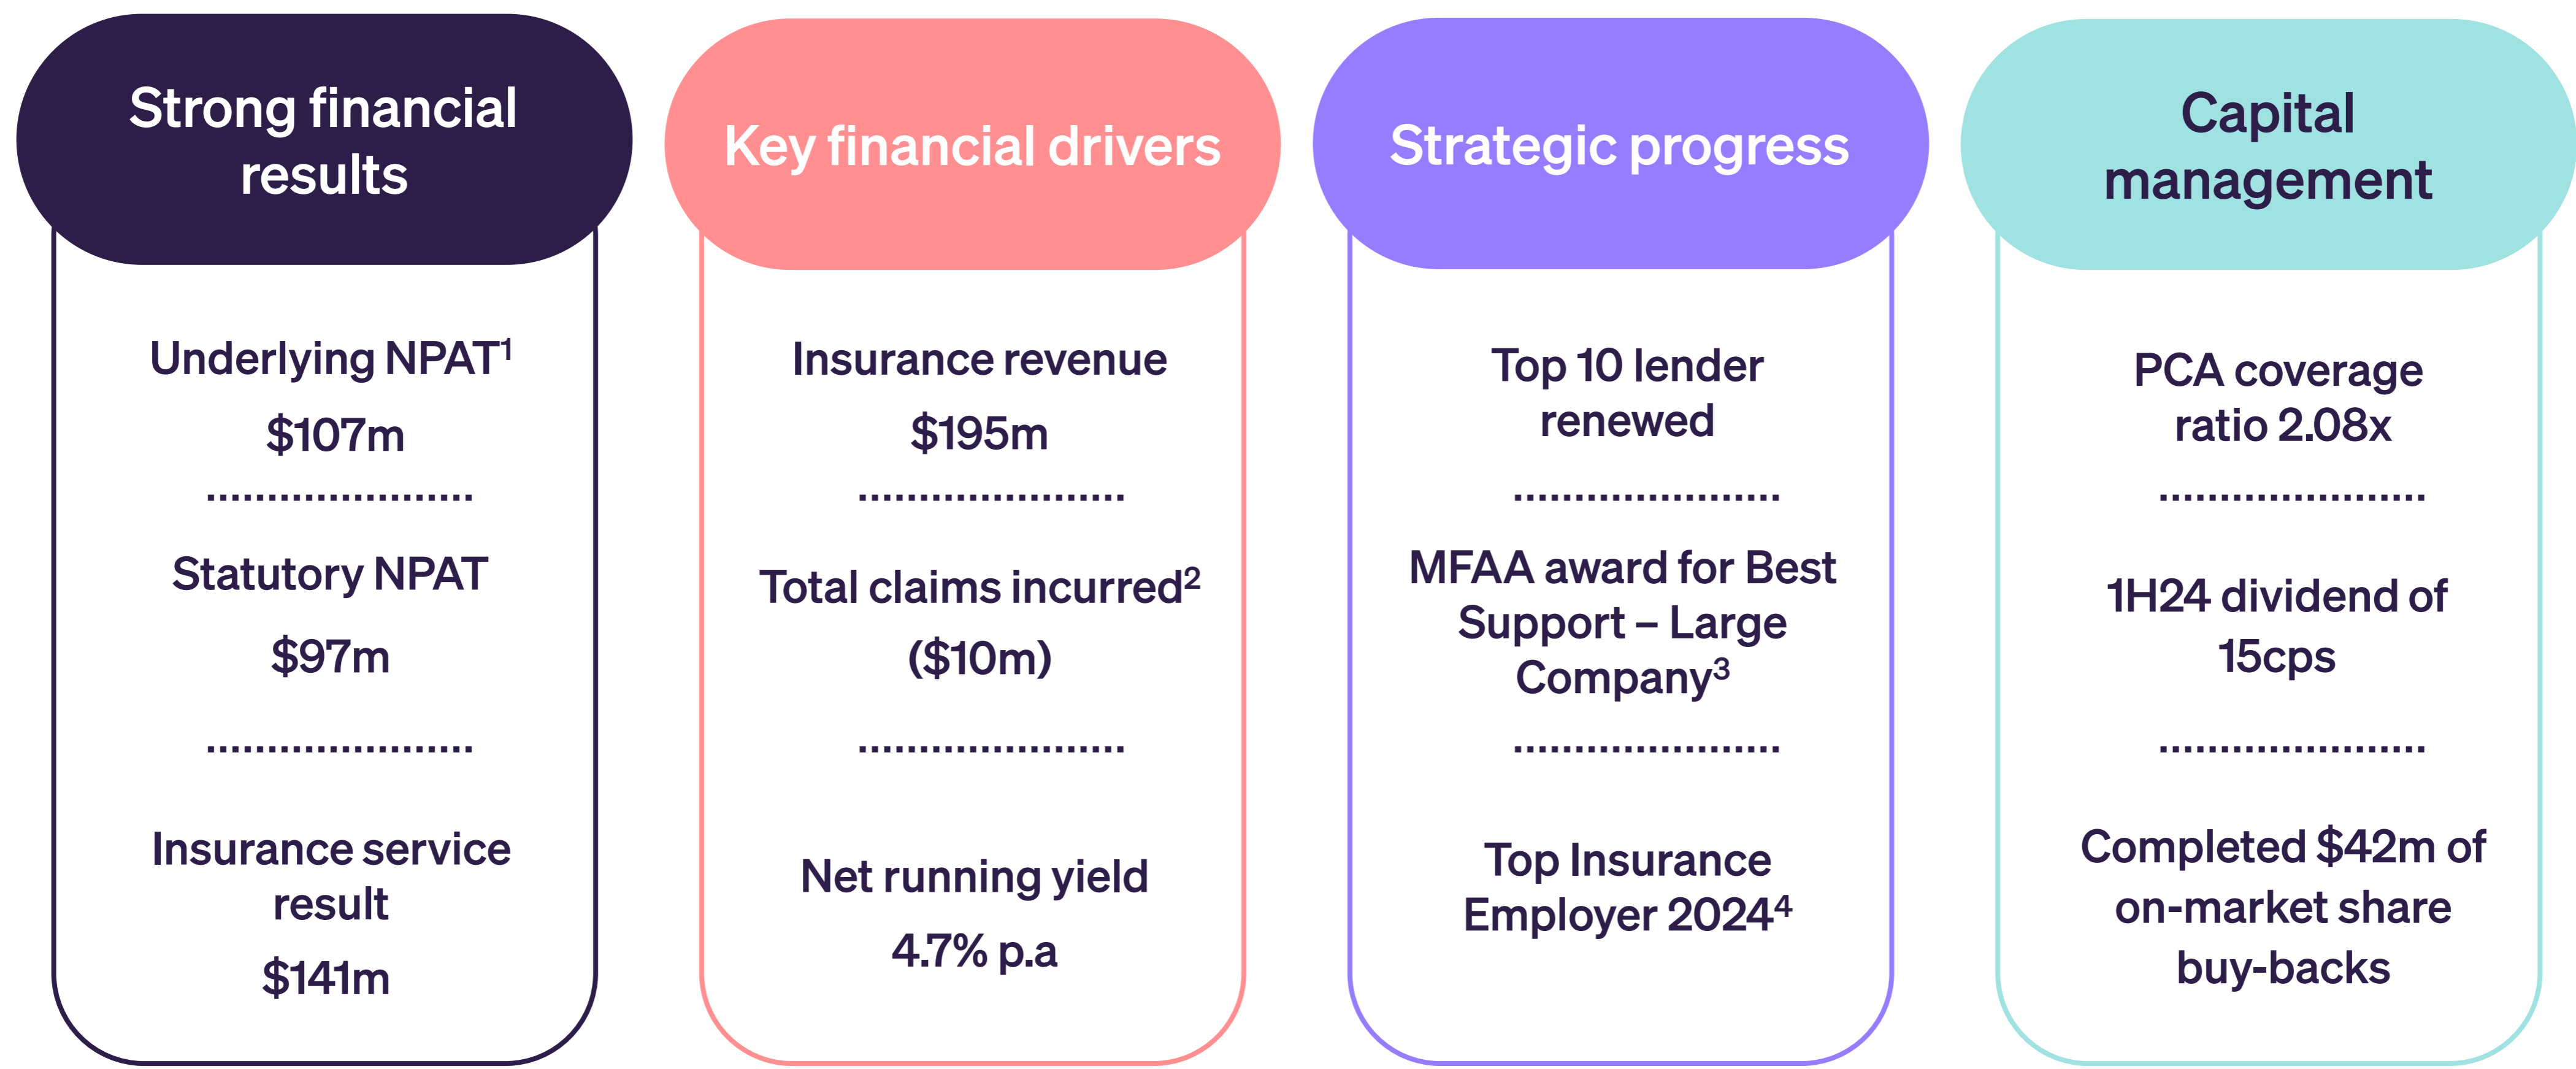 Strong financial
results
Underlying NPAT¹
$107m
Statutory NPAT
$97m
Insurance service
result
$141m
Key financial drivers
Insurance revenue
$195m
Total claims incurred²
($10m)
Net running yield
4.7% p.a
Strategic progress
Top 10 lender
renewed
MFAA award for Best
Support – Large
Company³
Top Insurance
Employer 2024⁴
Capital
management
PCA coverage
ratio 2.08x
1H24 dividend of
15cps
Completed $42m of
on-market share
buy-backs